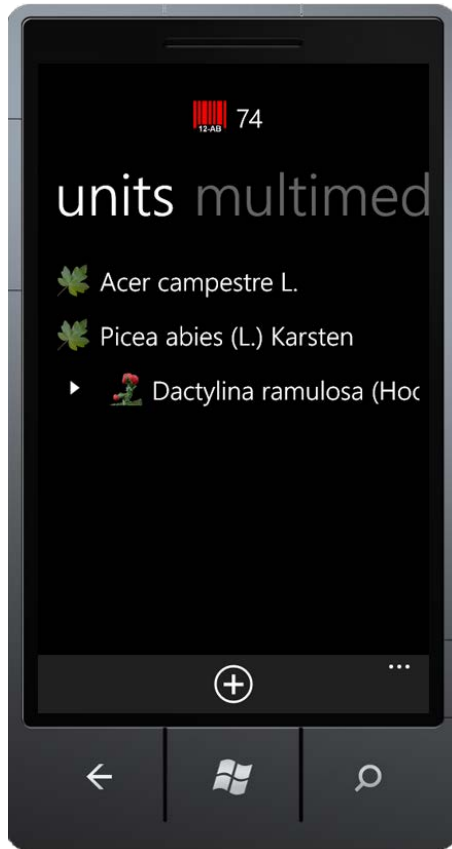 12-AB 74
units multimed
Acer campestre L.
Picea abies (L.) Karsten
Dactylina ramulosa (Hoc